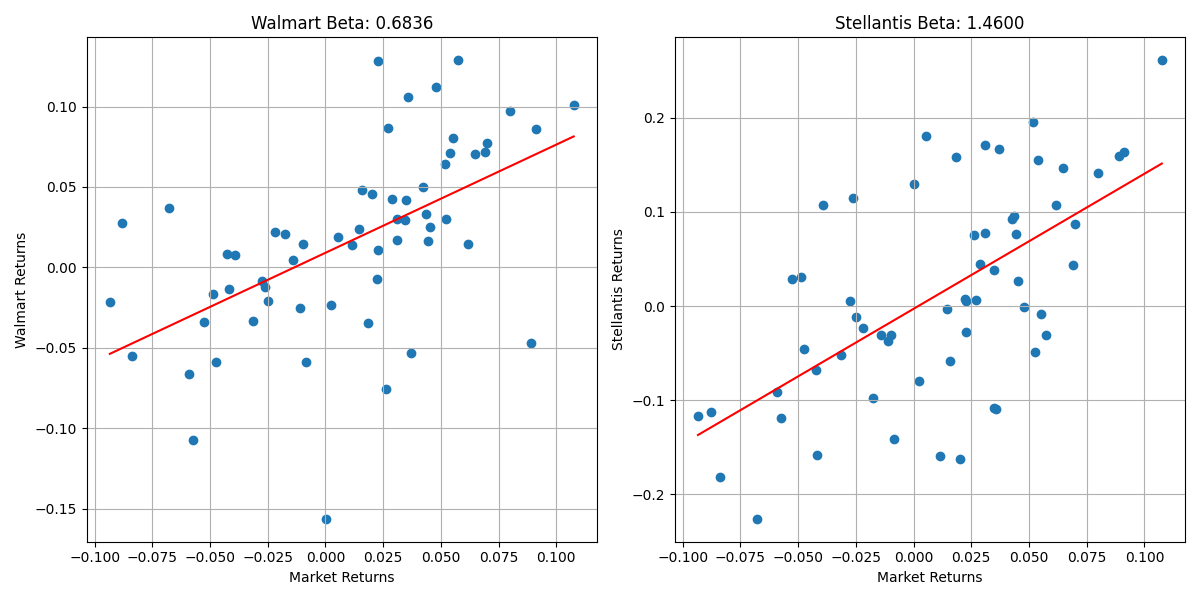 Walmart Beta: 0.6836
Walmart Returns
0.10
0.05
0.00
−0.05
−0.10
−0.15
−0.100 −0.075 −0.050 −0.025 0.000 0.025 0.050 0.075 0.100
Market Returns
Stellantis Beta: 1.4600
Stellantis Returns
0.2
0.1
0.0
−0.1
−0.2
−0.100 −0.075 −0.050 −0.025 0.000 0.025 0.050 0.075 0.100
Market Returns